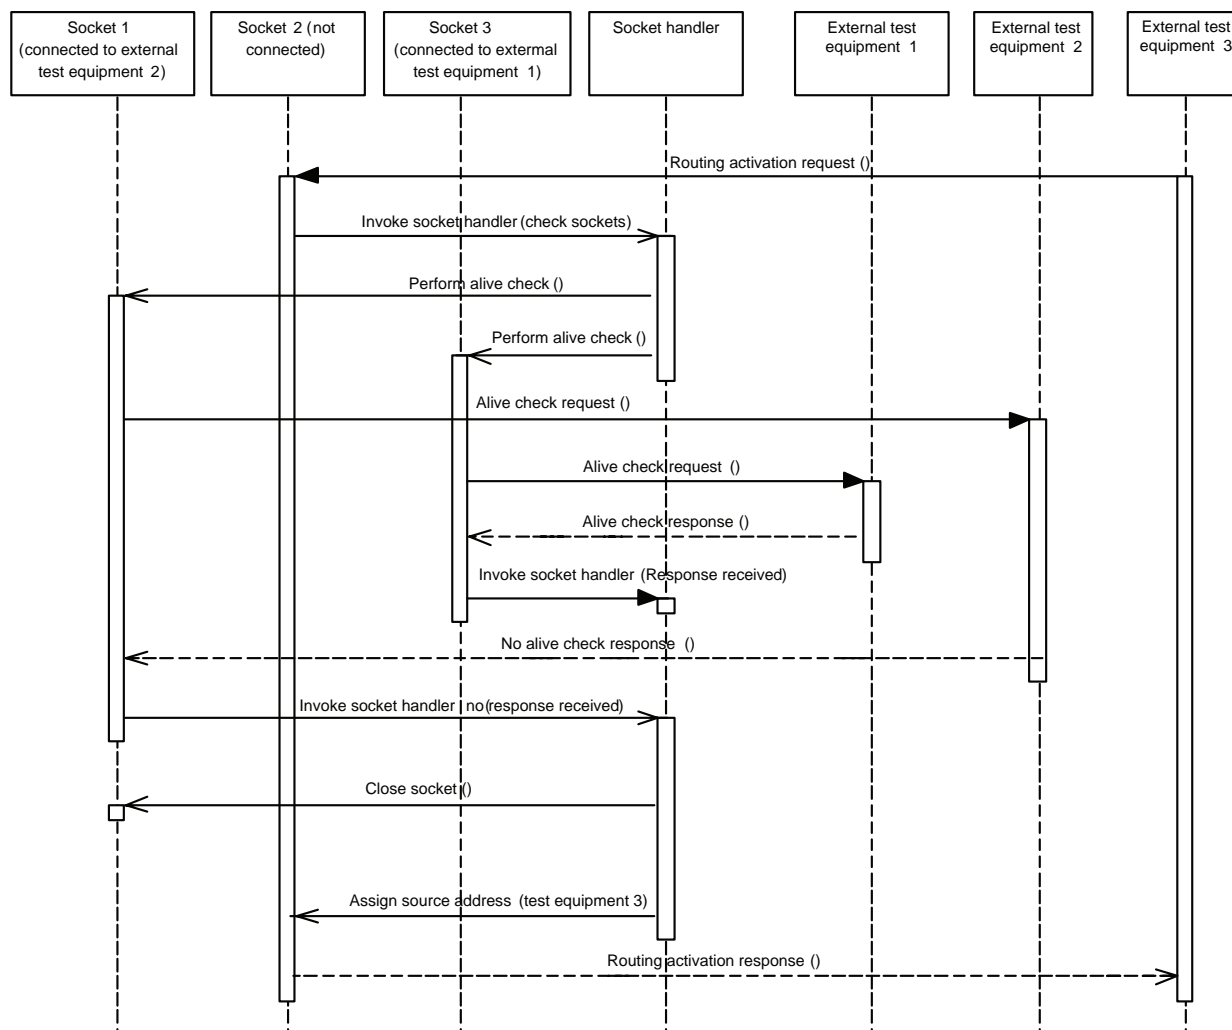 Socket 1
(connected to external
test equipment 2)
Socket 2 (not
connected)
Socket 3
(connected to extermal
test equipment 1)
Socket handler
External test
equipment 1
External test
equipment 2
External test
equipment 3
Routing activation request ()
Invoke socket handler (check sockets)
Perform alive check ()
Perform alive check ()
Alive check request ()
Alive check request ()
Alive check response ()
Invoke socket handler (Response received)
No alive check response ()
Invoke socket handler no(response received)
Close socket ()
Assign source address (test equipment 3)
Routing activation response ()